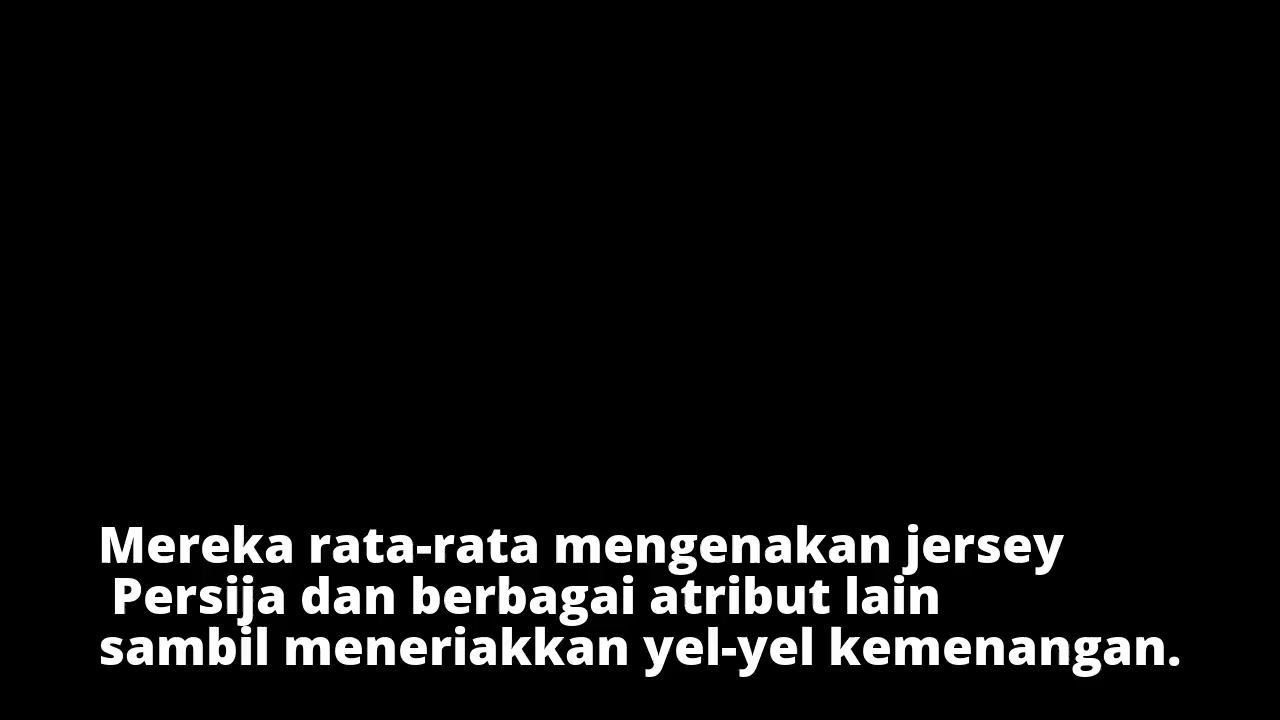 Mereka rata-rata mengenakan jersey
Persija dan berbagai atribut lain
sambil meneriakkan yel-yel kemenangan.